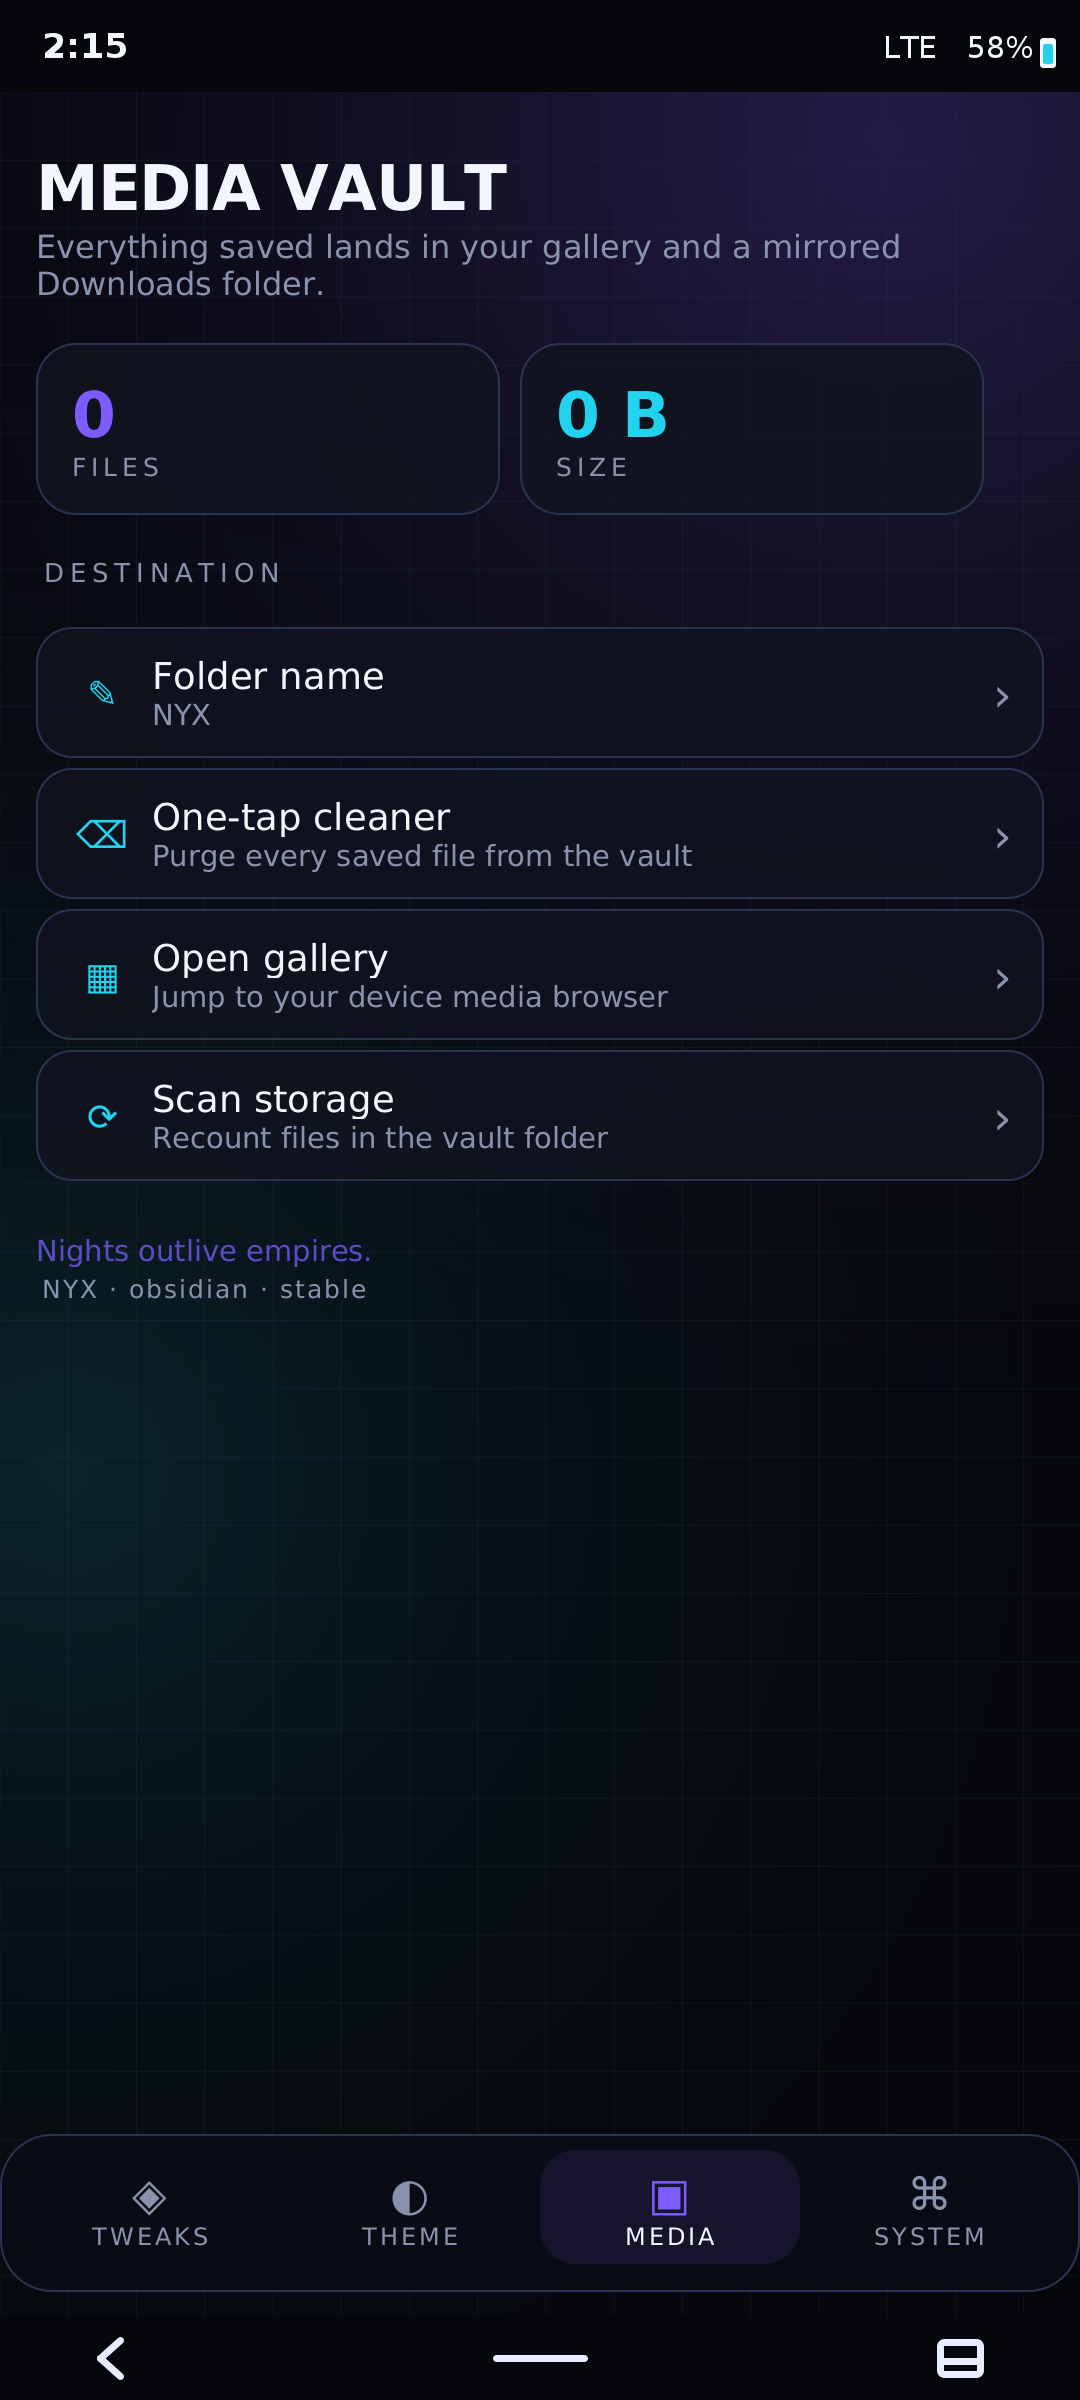 2:15
LTE 58%
MEDIA VAULT
Everything saved lands in your gallery and a mirrored
Downloads folder.
0
FILES
0 B
SIZE
DESTINATION
Folder name
NYX
One-tap cleaner
Purge every saved file from the vault
Open gallery
Jump to your device media browser
Scan storage
Recount files in the vault folder
Nights outlive empires.
NYX · obsidian · stable
TWEAKS
THEME
MEDIA
SYSTEM